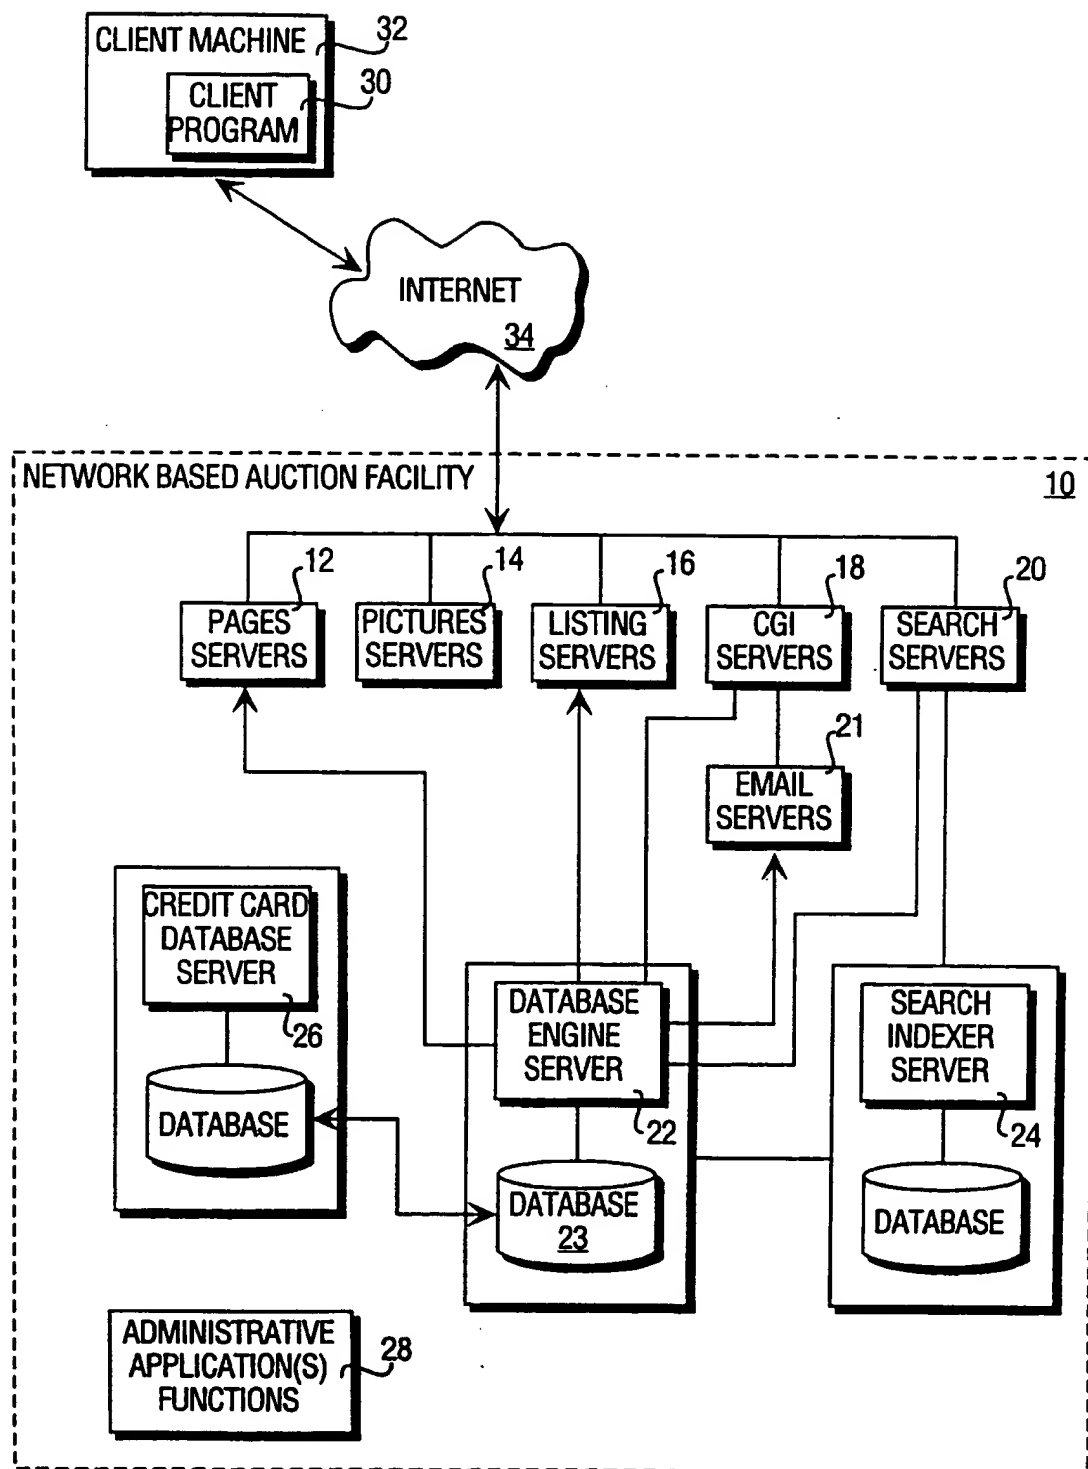 CLIENT MACHINE
32
CLIENT
PROGRAM
30
INTERNET
34
NETWORK BASED AUCTION FACILITY
10
12
14
16
18
20
PAGES
SERVERS
PICTURES
SERVERS
LISTING
SERVERS
CGI
SERVERS
SEARCH
SERVERS
21
EMAIL
SERVERS
CREDIT CARD
DATABASE
SERVER
26
DATABASE
DATABASE
ENGINE
SERVER
22
DATABASE
23
SEARCH
INDEXER
SERVER
24
DATABASE
ADMINISTRATIVE
APPLICATION(S)
FUNCTIONS
28